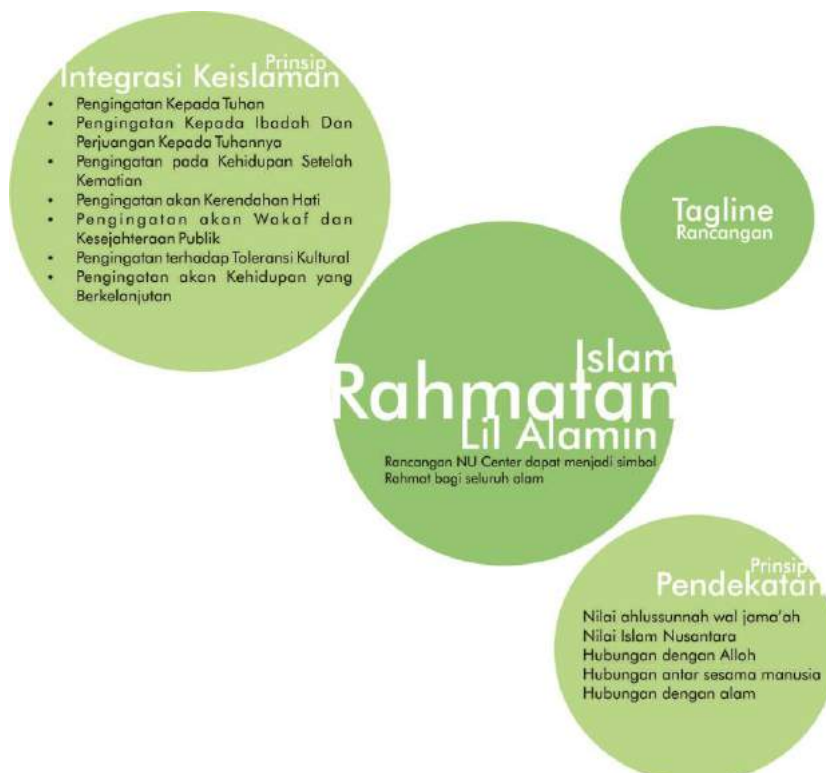 Prinsip
Integrasi Keislaman
• Pengingatan Kepada Tuhan
• Pengingatan Kepada Ibadah Dan
Perjuangan Kepada Tuhannya
• Pengingatan pada Kehidupan Setelah
Kematian
• Pengingatan akan Kerendahan Hati
• Pengingatan akan Wakaf dan
Kesejahteraan Publik
• Pengingatan terhadap Toleransi Kultural
• Pengingatan akan Kehidupan yang
Berkelanjutan
Tagline
Rancangan
Islam
Rahmatan
Lil Alamin
Rancangan NU Center dapat menjadi simbol
Rahmat bagi seluruh alam
Prinsip
Pendekatan
Nilai ahlussunnah wal jama'ah
Nilai Islam Nusantara
Hubungan dengan Alloh
Hubungan antar sesama manusia
Hubungan dengan alam